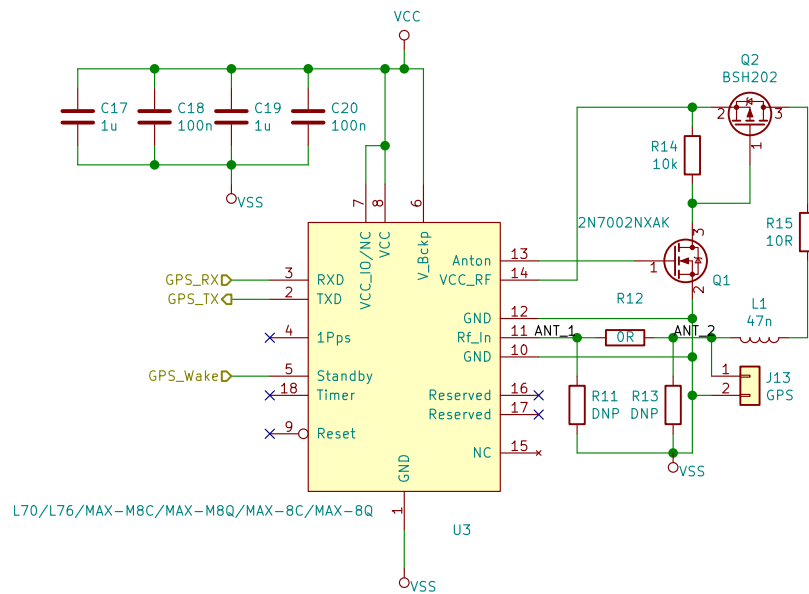 VCC
Q2
BSH202
C17
1u
C18
100n
C19
1u
C20
100n
2
3
1
R14
10k
VSS
7
8
6
2N7002NXAK
R15
10R
VCC_IO/NC
VCC
V_Bckp
3
Anton
13
1
Q1
VCC_RF
14
2
GPS_RX
3
RXD
GPS_TX
2
TXD
R12
L1
47n
GND
12
4
1Pps
Rf_In
11
ANT_1
0R
ANT_2
GND
10
GPS_Wake
5
Standby
1
J13
GPS
2
18
Timer
Reserved
16
R11
DNP
R13
DNP
Reserved
17
9
Reset
NC
15
GND
VSS
1
L70/L76/MAX-M8C/MAX-M8Q/MAX-8C/MAX-8Q
U3
VSS